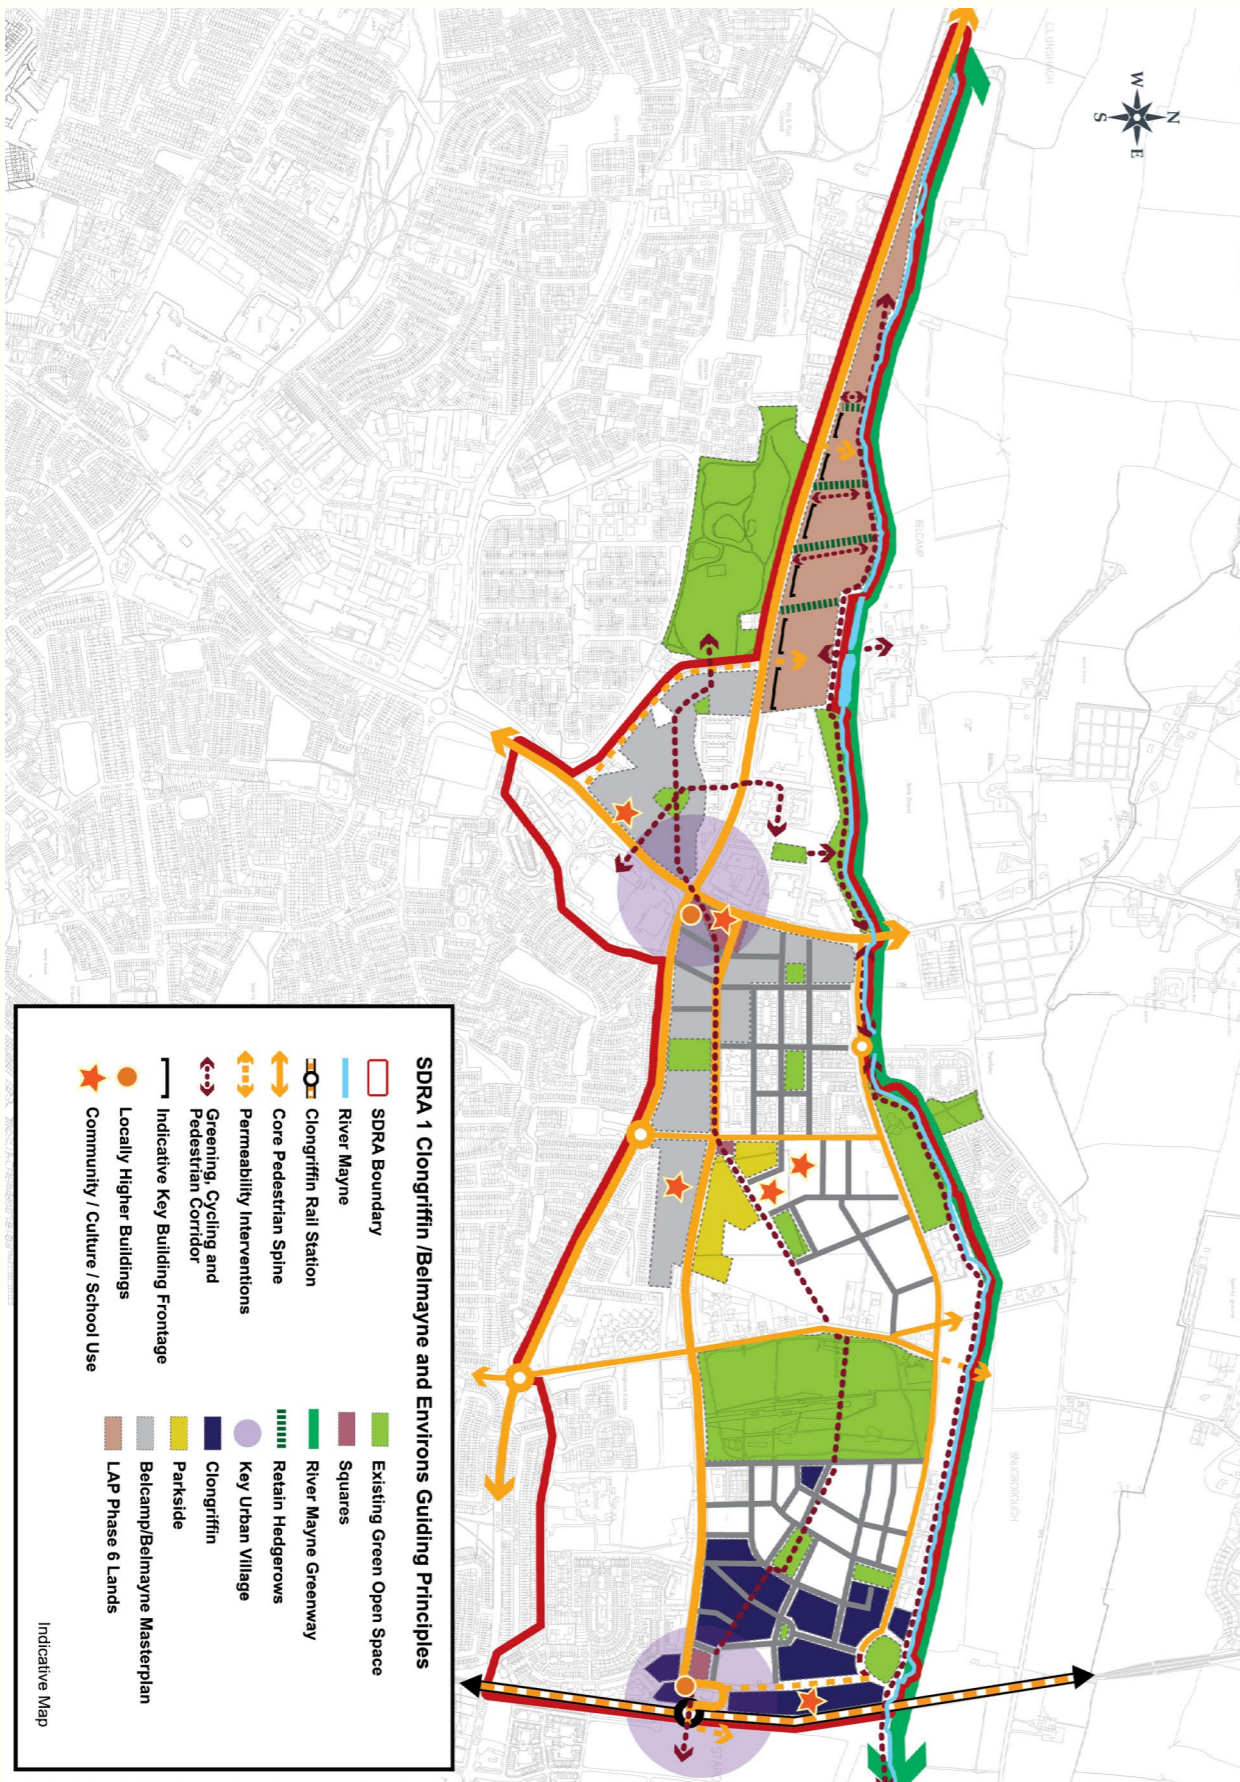 N
W
E
S
CLONSHAGH
BELCAMP
SNUGBOROUGH
SDRA 1 Clongriffin /Belmayne and Environs Guiding Principles
SDRA Boundary
River Mayne
Clongriffin Rail Station
Core Pedestrian Spine
Permeability Interventions
Greening, Cycling and
Pedestrian Corridor
Indicative Key Building Frontage
Locally Higher Buildings
Community / Culture / School Use
Existing Green Open Space
Squares
River Mayne Greenway
Retain Hedgerows
Key Urban Village
Clongriffin
Parkside
Belcamp/Belmayne Masterplan
LAP Phase 6 Lands
Indicative Map